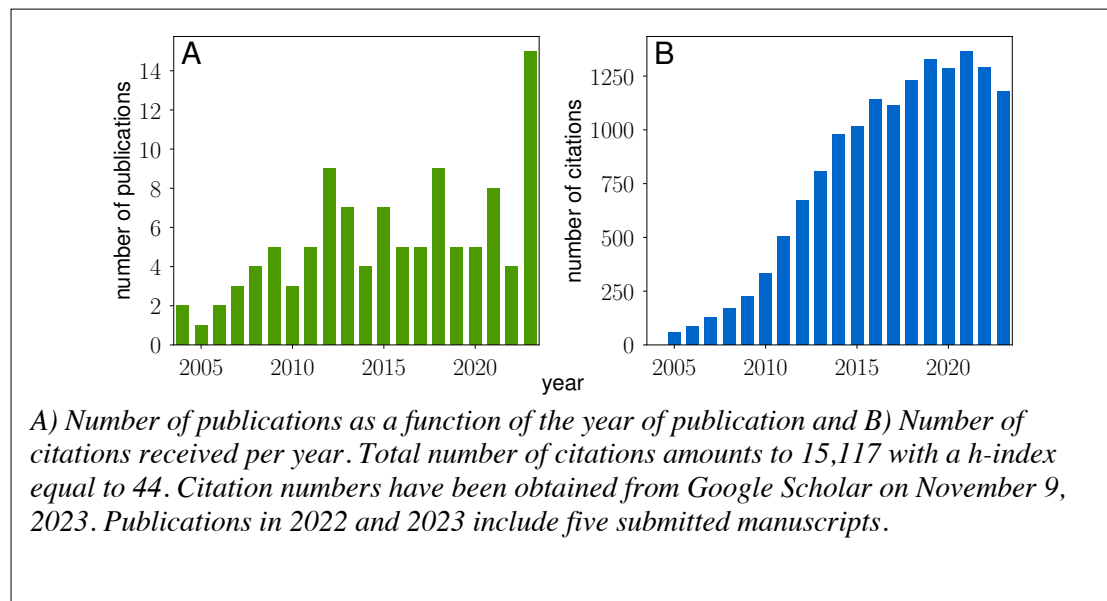 A
number of publications
14
12
10
8
6
4
2
0
2005 2010 2015 2020
B
number of citations
1250
1000
750
500
250
0
2005 2010 2015 2020
year
A) Number of publications as a function of the year of publication and B) Number of
citations received per year. Total number of citations amounts to 15,117 with a h-index
equal to 44. Citation numbers have been obtained from Google Scholar on November 9,
2023. Publications in 2022 and 2023 include five submitted manuscripts.